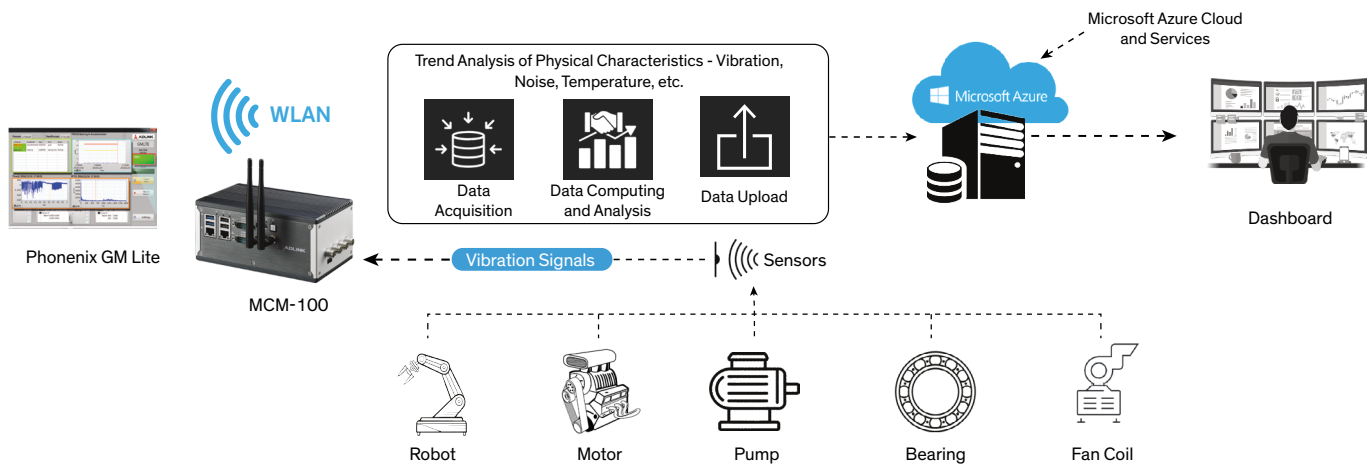 Microsoft Azure Cloud
and Services
Trend Analysis of Physical Characteristics - Vibration,
Noise, Temperature, etc.
WLAN
Microsoft Azure
ADLINK
Data
Acquisition
Data Computing
and Analysis
Data Upload
Dashboard
Phonenix GM Lite
ADLINK
Vibration Signals
Sensors
MCM-100
Robot
Motor
Pump
Bearing
Fan Coil